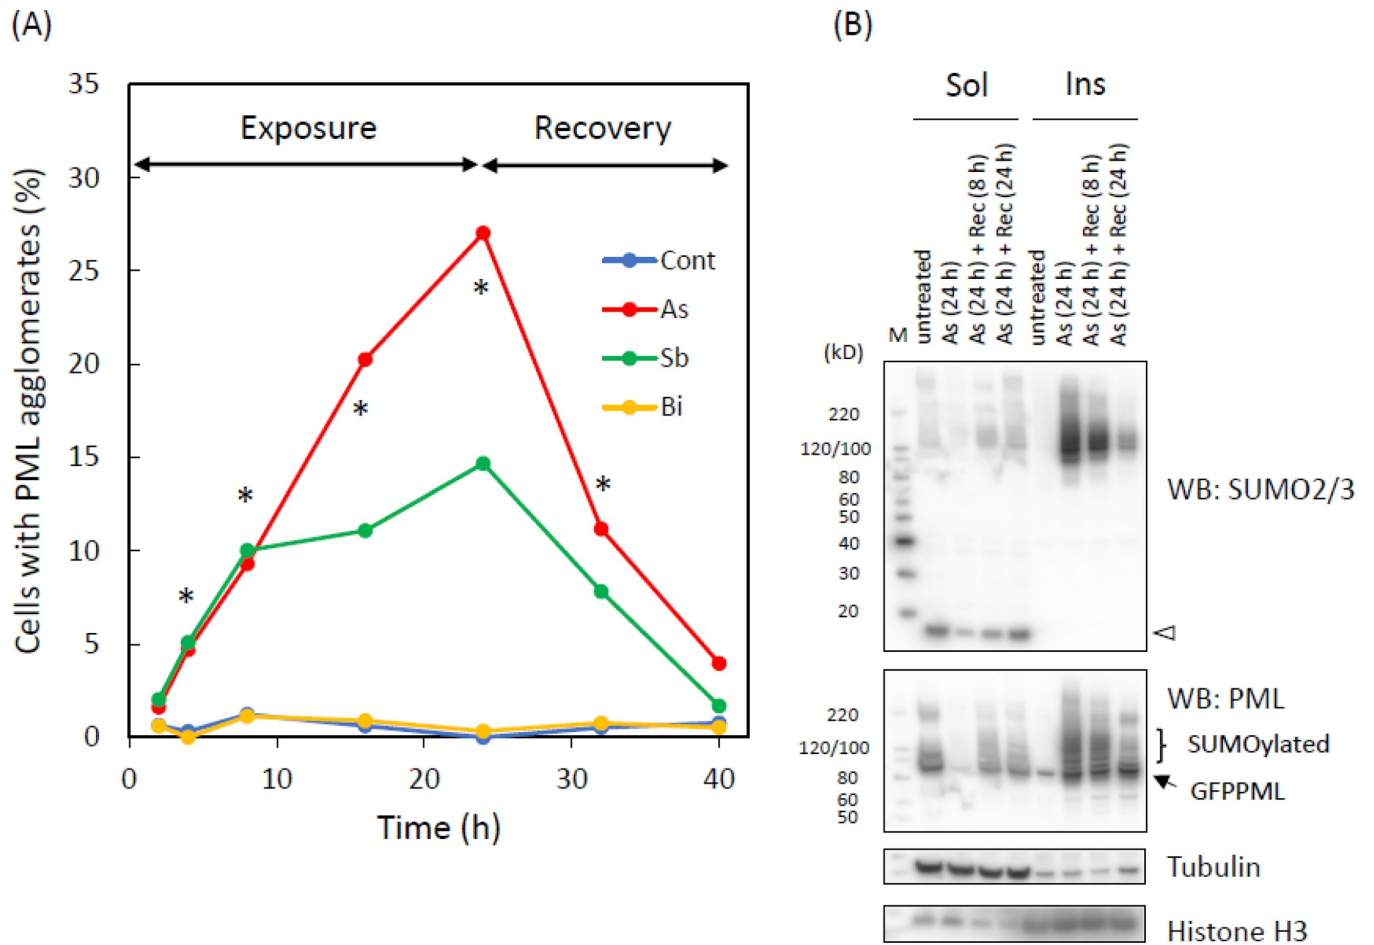 (A)
35
30
25
20
15
10
5
0
Cells with PML agglomerates (%)
Exposure
Recovery
Cont
As
Sb
Bi
*
*
*
*
*
0
10
20
30
40
Time (h)
(B)
Sol
Ins
M
untreated
As (24 h)
As (24 h) + Rec (8 h)
As (24 h) + Rec (24 h)
untreated
As (24 h)
As (24 h) + Rec (8 h)
As (24 h) + Rec (24 h)
(kD)
220
120/100
80
60
50
40
30
20
WB: SUMO2/3
220
120/100
80
60
50
WB: PML
SUMOylated
GFPPML
Tubulin
Histone H3